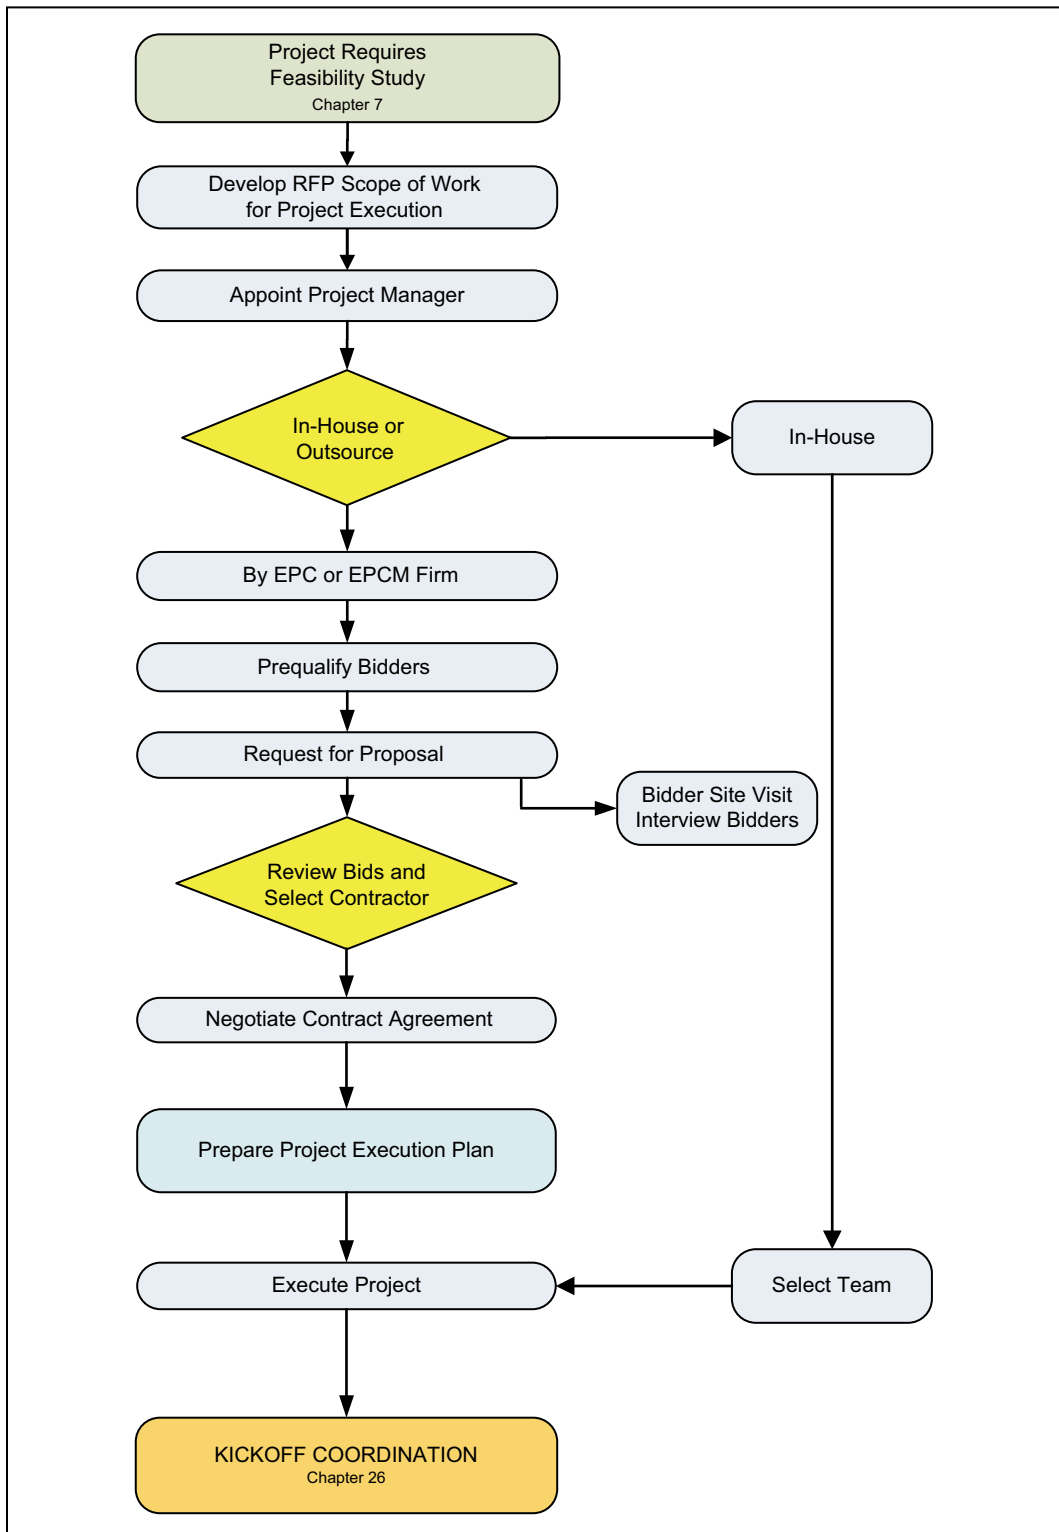 Project Requires
Feasibility Study
Chapter 7
Develop RFP Scope of Work
for Project Execution
Appoint Project Manager
In-House or
Outsource
In-House
By EPC or EPCM Firm
Prequalify Bidders
Request for Proposal
Bidder Site Visit
Interview Bidders
Review Bids and
Select Contractor
Negotiate Contract Agreement
Prepare Project Execution Plan
Execute Project
Select Team
KICKOFF COORDINATION
Chapter 26